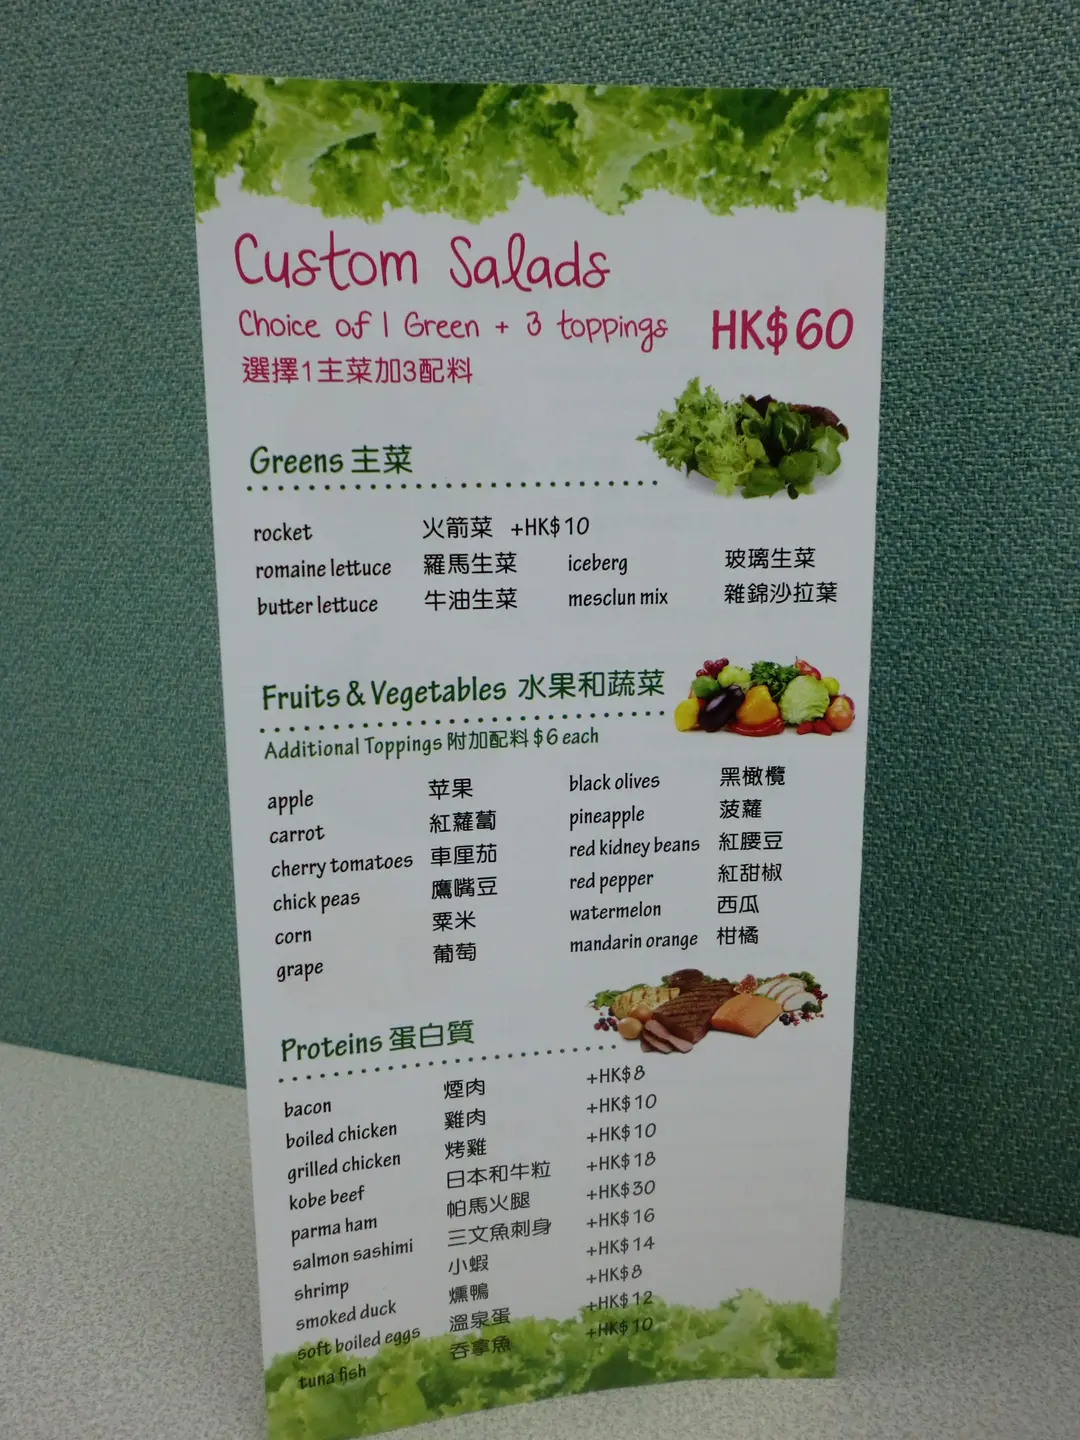 Custom Salads
Choice of 1 Green + 3 toppings HK$60
選擇1主菜加3配料
Greens 主菜
rocket 火箭菜 +HK$10
romaine lettuce 羅馬生菜 iceberg 玻璃生菜
butter lettuce 牛油生菜 mesclun mix 雜錦沙拉葉
Fruits & Vegetables 水果和蔬菜
Additional Toppings 附加配料 $6 each
apple 苹果 black olives 黑橄欖
carrot 紅蘿蔔 pineapple 菠蘿
cherry tomatoes 車厘茄 red kidney beans 紅腰豆
chick peas 鷹嘴豆 red pepper 紅甜椒
corn 粟米 watermelon 西瓜
grape 葡萄 mandarin orange 柑橘
Proteins 蛋白質
bacon 煙肉 +HK$8
boiled chicken 雞肉 +HK$10
grilled chicken 烤雞 +HK$10
kobe beef 日本和牛粒 +HK$18
parma ham 帕馬火腿 +HK$30
salmon sashimi 三文魚刺身 +HK$16
shrimp 小蝦 +HK$14
smoked duck 燻鴨 +HK$8
soft boiled eggs 溫泉蛋 +HK$12
tuna fish 吞拿魚 +HK$10